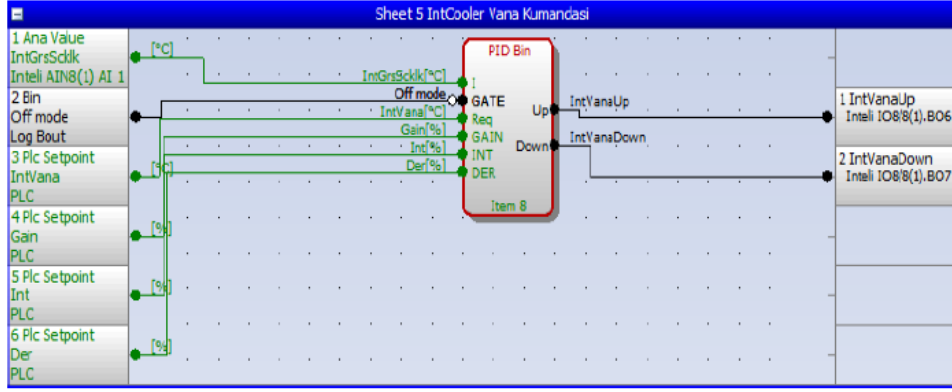 Sheet 5 IntCooler Vana Kumandasi
1 Ana Value
IntGrsScklk
Inteli AIN8(1) AI 1
2 Bin
Off mode
Log Bout
3 Plc Setpoint
IntVana
PLC
4 Plc Setpoint
Gain
PLC
5 Plc Setpoint
Int
PLC
6 Plc Setpoint
Der
PLC
[°C]
[°C]
[%]
[%]
[%]
IntGrsScklk[°C]
Off mode
IntVana[°C]
Gain[%]
Int[%]
Der[%]
PID Bin
I
GATE
Req
GAIN
INT
DER
Up
Down
Item 8
IntVanaUp
IntVanaDown
1 IntVanaUp
Inteli IO8/8(1).BO6
2 IntVanaDown
Inteli IO8/8(1).BO7